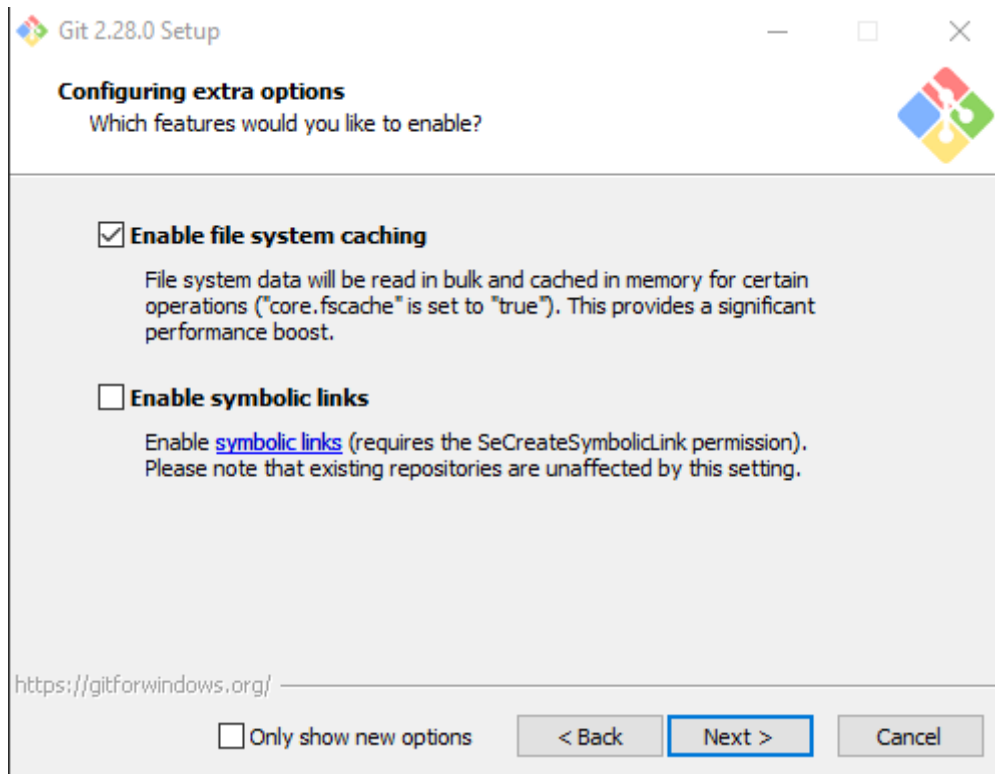 Git 2.28.0 Setup
Configuring extra options
Which features would you like to enable?
Enable file system caching
File system data will be read in bulk and cached in memory for certain
operations ("core.fscache" is set to "true"). This provides a significant
performance boost.
Enable symbolic links
Enable symbolic links (requires the SeCreateSymbolicLink permission).
Please note that existing repositories are unaffected by this setting.
https://gitforwindows.org/
Only show new options
< Back
Next >
Cancel